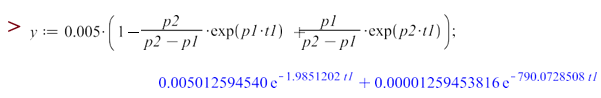 > y := 0.005·(1 − p2/(p2 − p1)·exp(p1·t1) + p1/(p2 − p1)·exp(p2·t1));
0.005012594540 e^(−1.9851202 t1) + 0.00001259453816 e^(−790.0728508 t1)